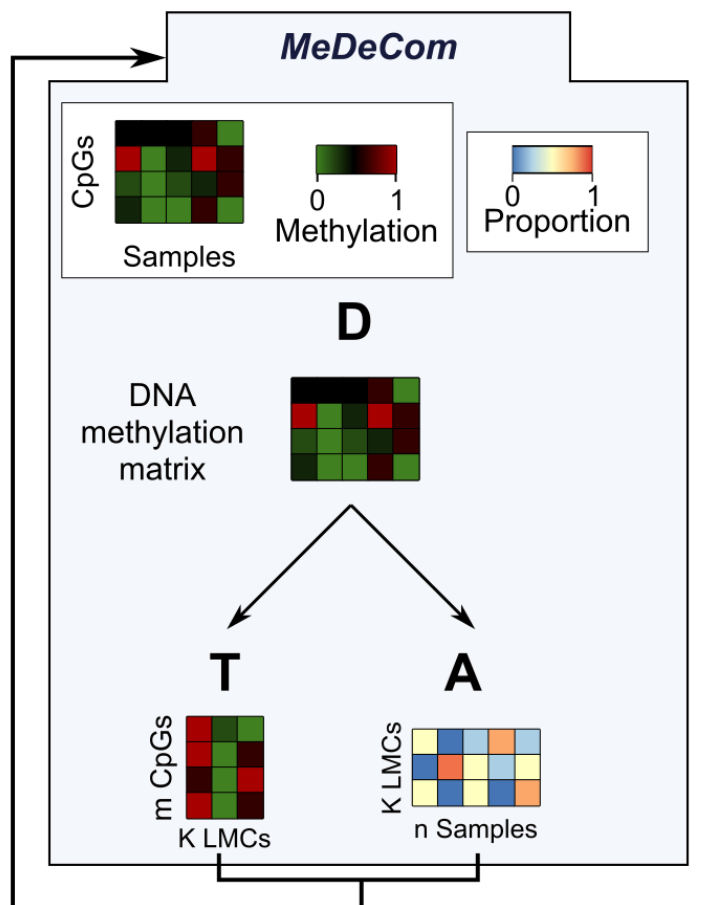 MeDeCom
CpGs
Samples
0 1
Methylation
0 1
Proportion
D
DNA
methylation
matrix
T
A
m CpGs
K LMCs
K LMCs
n Samples